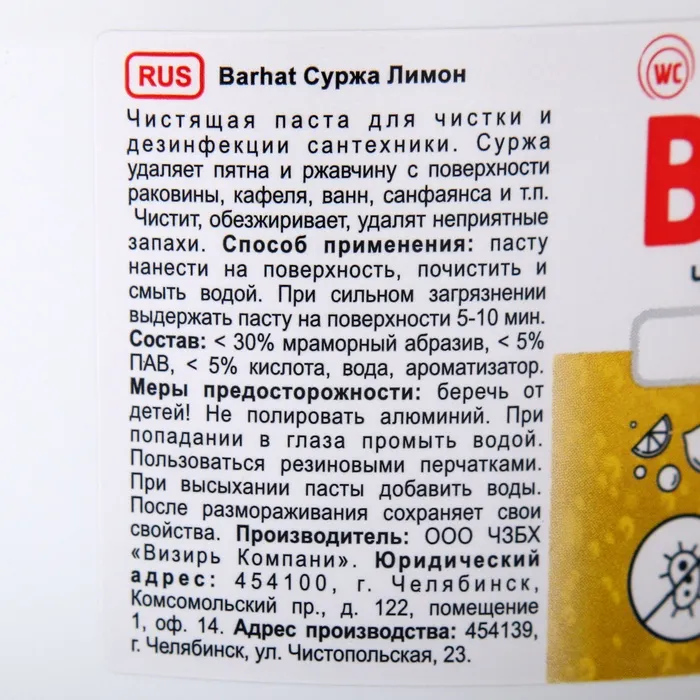 RUS Barhat Суржа Лимон
Чистящая паста для чистки и
дезинфекции сантехники. Суржа
удаляет пятна и ржавчину с поверхности
раковины, кафеля, ванн, санфаянса и т.п.
Чистит, обезжиривает, удалят неприятные
запахи. Способ применения: пасту
нанести на поверхность, почистить и
смыть водой. При сильном загрязнении
выдержать пасту на поверхности 5-10 мин.
Состав: < 30% мраморный абразив, < 5%
ПАВ, < 5% кислота, вода, ароматизатор.
Меры предосторожности: беречь от
детей! Не полировать алюминий. При
попадании в глаза промыть водой.
Пользоваться резиновыми перчатками.
При высыхании пасты добавить воды.
После размораживания сохраняет свои
свойства. Производитель: ООО ЧЗБХ
«Визирь Компани». Юридический
адрес: 454100, г. Челябинск,
Комсомольский пр., д. 122, помещение
1, оф. 14. Адрес производства: 454139,
г. Челябинск, ул. Чистопольская, 23.
WC